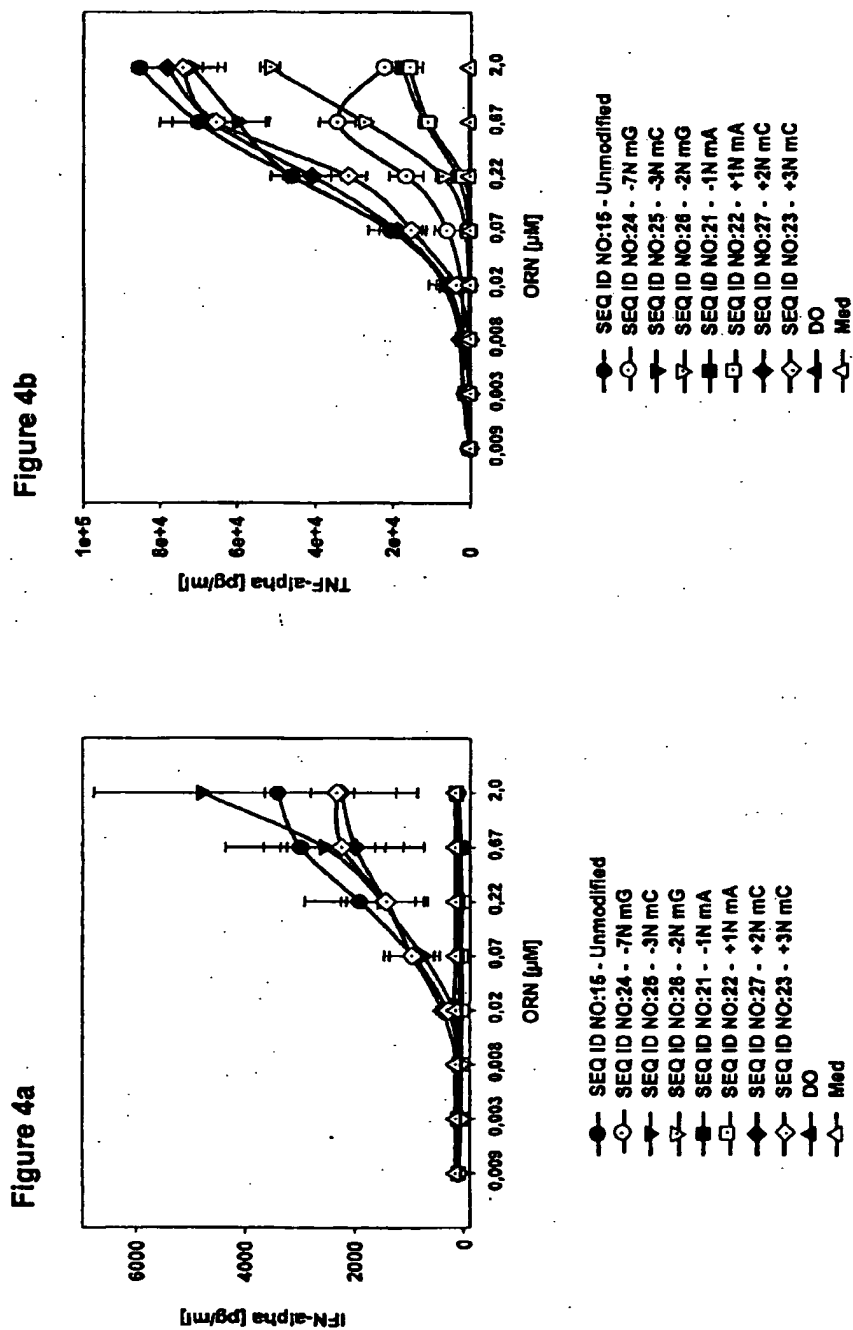 Figure 4a
IFN-alpha [pg/ml]
6000
4000
2000
0
0,009 0,003 0,008 0,02 0,07 0,22 0,67 2,0
ORN [µM]
SEQ ID NO:15 - Unmodified
SEQ ID NO:24 - -7N mG
SEQ ID NO:25 - -3N mC
SEQ ID NO:26 - -2N mG
SEQ ID NO:21 - -1N mA
SEQ ID NO:22 - +1N mA
SEQ ID NO:27 - +2N mC
SEQ ID NO:23 - +3N mC
DO
Med
Figure 4b
TNF-alpha [pg/ml]
1e+5
8e+4
6e+4
4e+4
2e+4
0
0,009 0,003 0,008 0,02 0,07 0,22 0,67 2,0
ORN [µM]
SEQ ID NO:15 - Unmodified
SEQ ID NO:24 - -7N mG
SEQ ID NO:25 - -3N mC
SEQ ID NO:26 - -2N mG
SEQ ID NO:21 - -1N mA
SEQ ID NO:22 - +1N mA
SEQ ID NO:27 - +2N mC
SEQ ID NO:23 - +3N mC
DO
Med